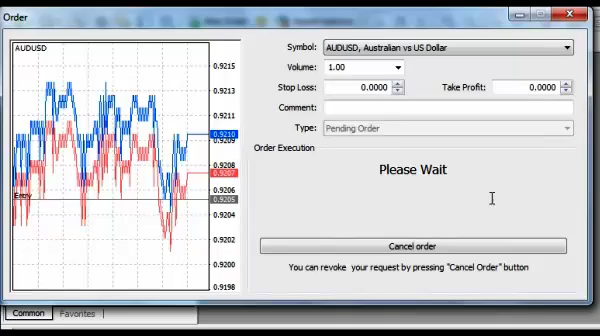 Order
AUDUSD
0.9215
0.9213
0.9212
0.9210
0.9208
0.9207
0.9206
Entry
0.9205
0.9203
0.9202
0.9200
0.9198
Symbol: AUDUSD, Australian vs US Dollar
Volume: 1.00
Stop Loss: 0.0000 Take Profit: 0.0000
Comment:
Type: Pending Order
Order Execution
Please Wait
Cancel order
You can revoke your request by pressing "Cancel Order" button
Common Favorites